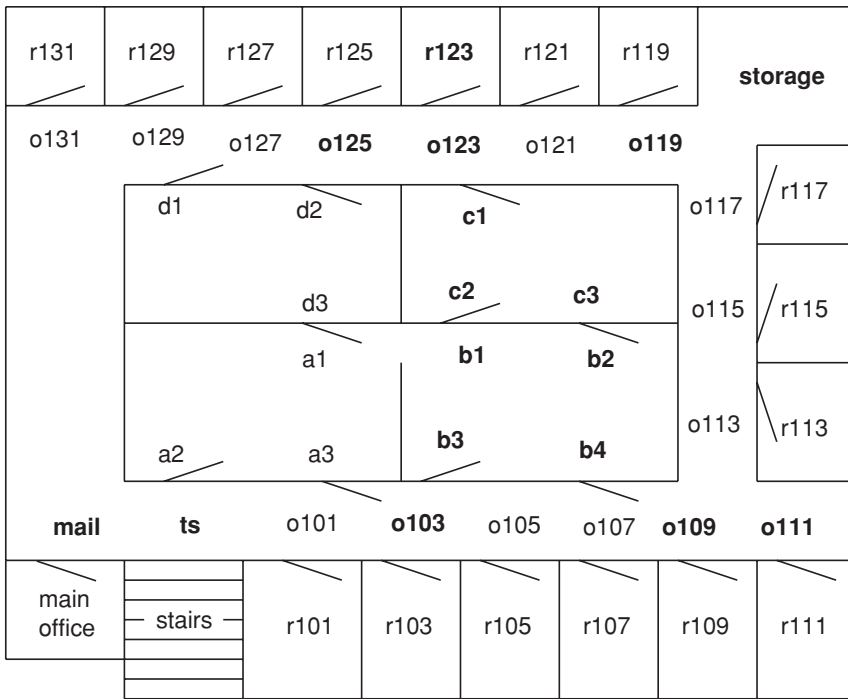 r131 r129 r127 r125 r123 r121 r119
storage
o131 o129 o127 o125 o123 o121 o119
r117
d1 d2 c1 o117
d3 c2 c3 o115 r115
a1 b1 b2
o113 r113
a2 a3 b3 b4
mail ts o101 o103 o105 o107 o109 o111
main
office
stairs r101 r103 r105 r107 r109 r111